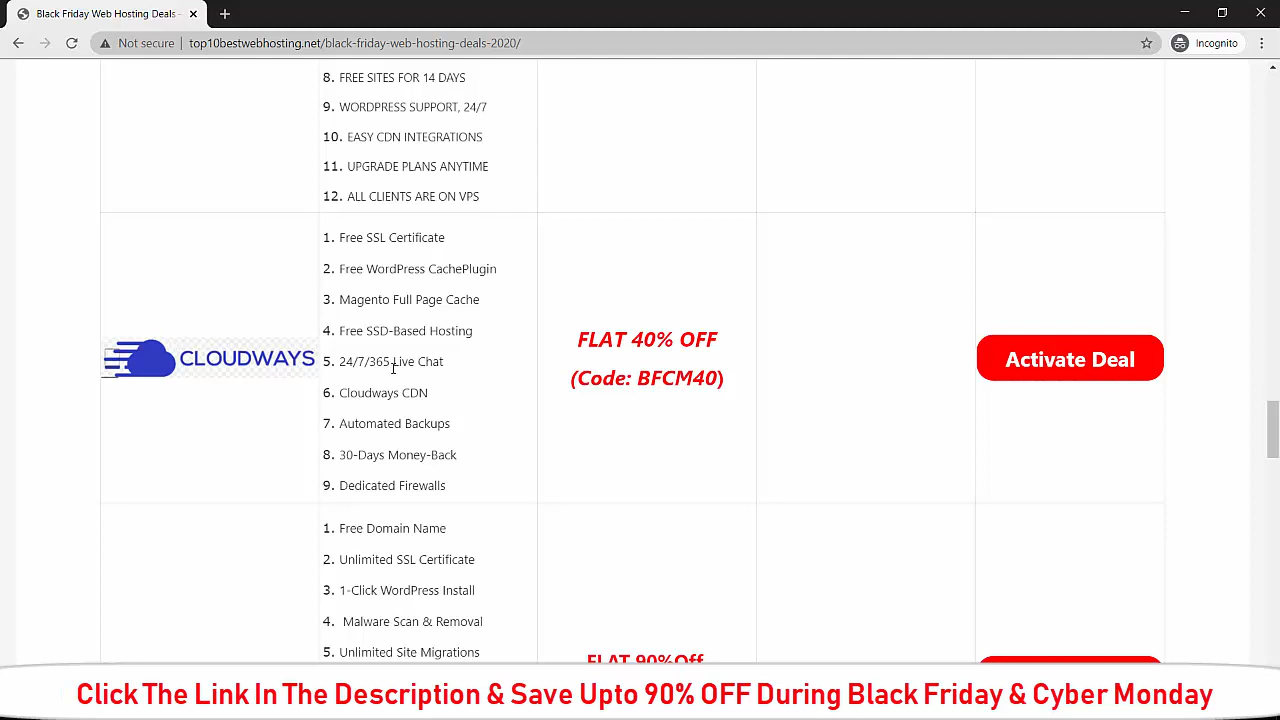 Black Friday Web Hosting Deals -
Not secure
top10bestwebhosting.net/black-friday-web-hosting-deals-2020/
Incognito
8. FREE SITES FOR 14 DAYS
9. WORDPRESS SUPPORT, 24/7
10. EASY CDN INTEGRATIONS
11. UPGRADE PLANS ANYTIME
12. ALL CLIENTS ARE ON VPS
CLOUDWAYS
1. Free SSL Certificate
2. Free WordPress CachePlugin
3. Magento Full Page Cache
4. Free SSD-Based Hosting
5. 24/7/365 Live Chat
6. Cloudways CDN
7. Automated Backups
8. 30-Days Money-Back
9. Dedicated Firewalls
FLAT 40% OFF
(Code: BFCM40)
Activate Deal
1. Free Domain Name
2. Unlimited SSL Certificate
3. 1-Click WordPress Install
4. Malware Scan & Removal
5. Unlimited Site Migrations
FLAT 90%Off
Click The Link In The Description & Save Upto 90% OFF During Black Friday & Cyber Monday